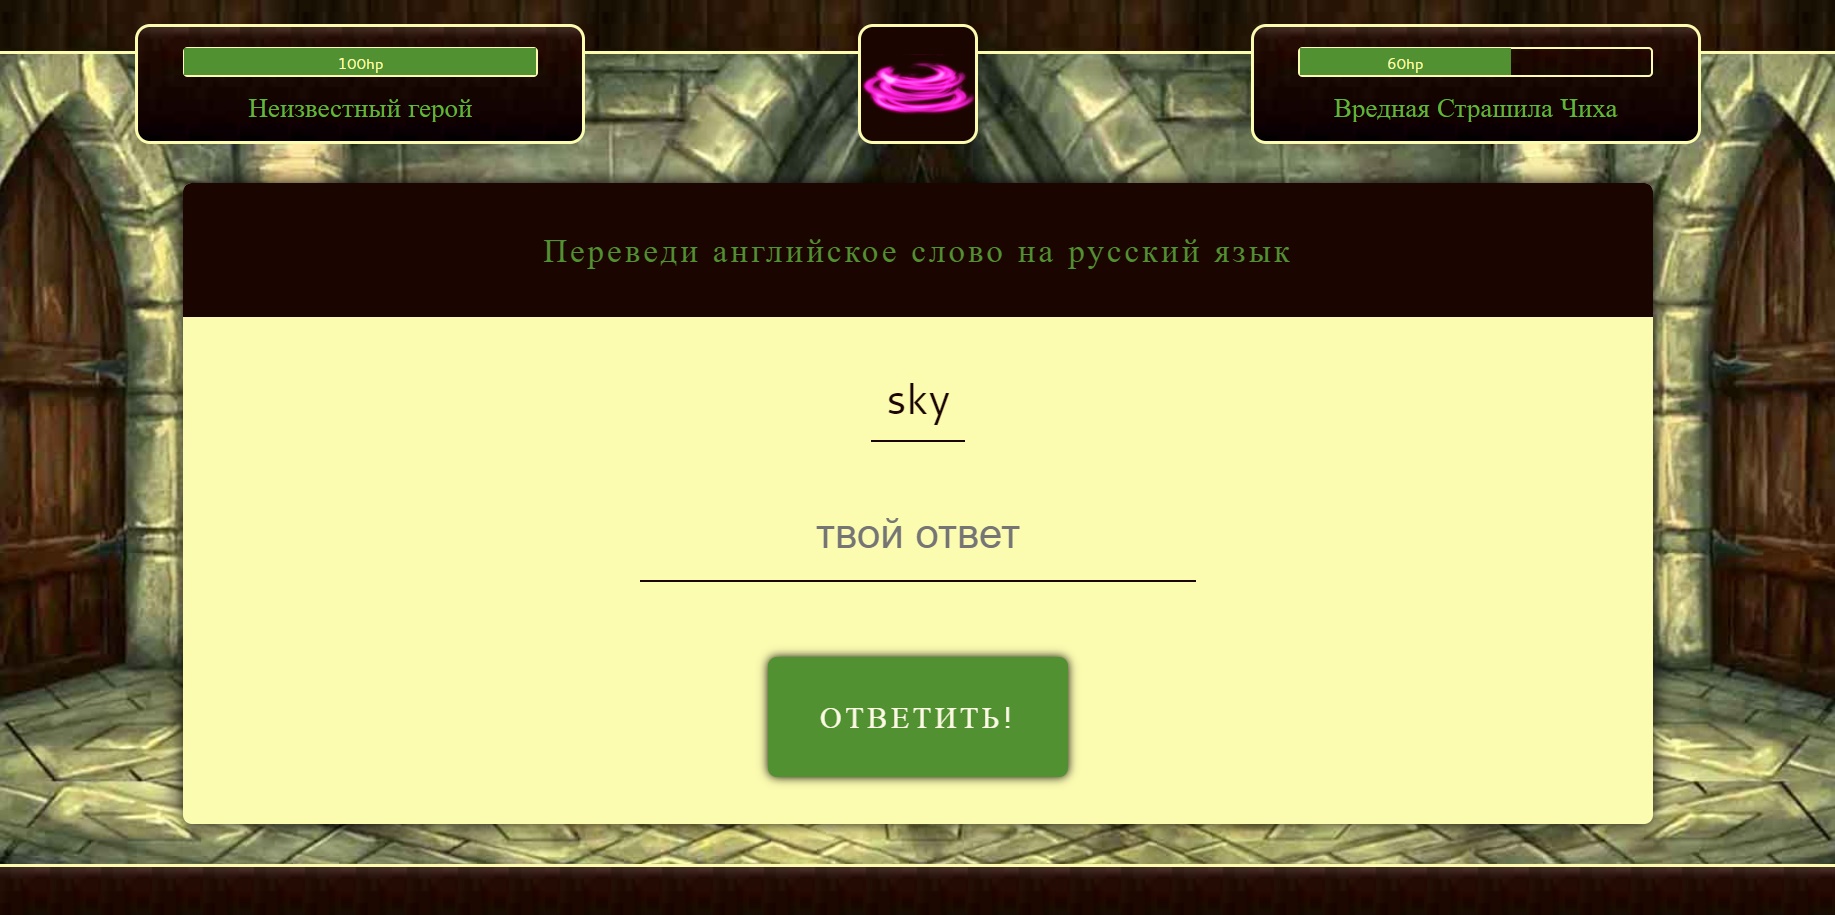 100hp
Неизвестный герой
60hp
Вредная Страшила Чиха
Переведи английское слово на русский язык
sky
твой ответ
ОТВЕТИТЬ!